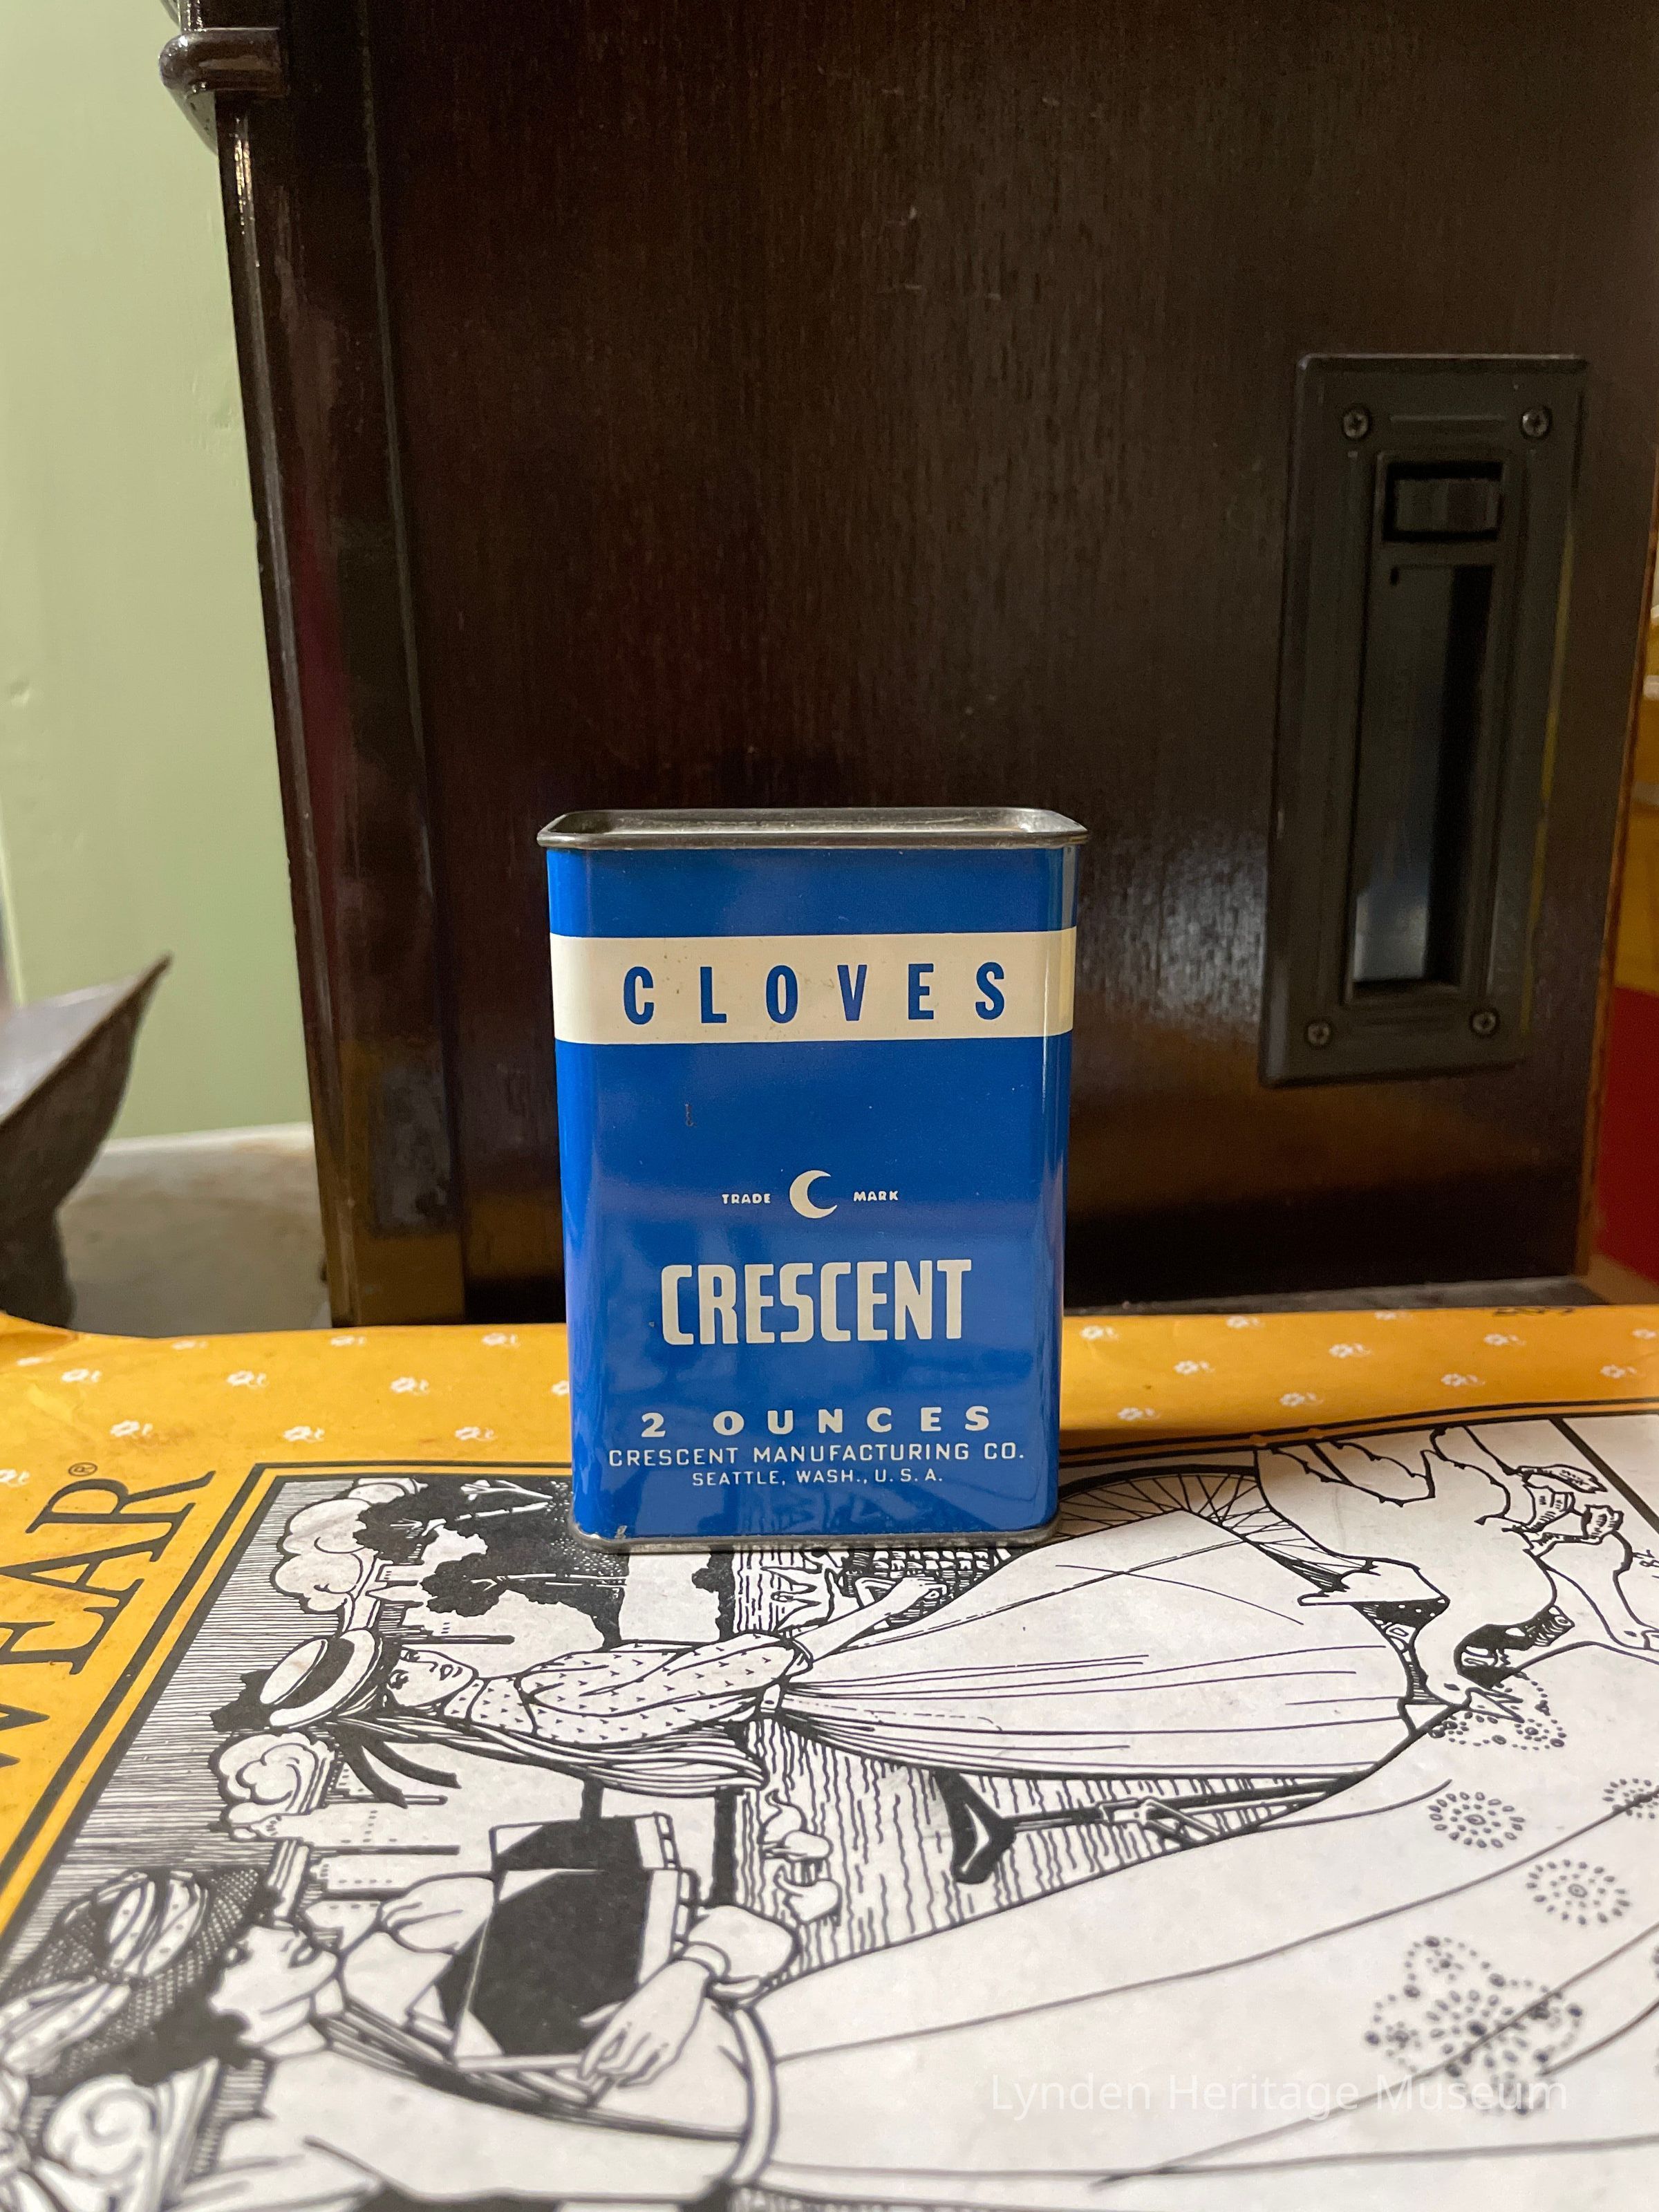 CLOVES
TRADE MARK
CRESCENT
2 OUNCES
CRESCENT MANUFACTURING CO.
SEATTLE, WASH., U.S.A.
WEAR®
Lynden Heritage Museum